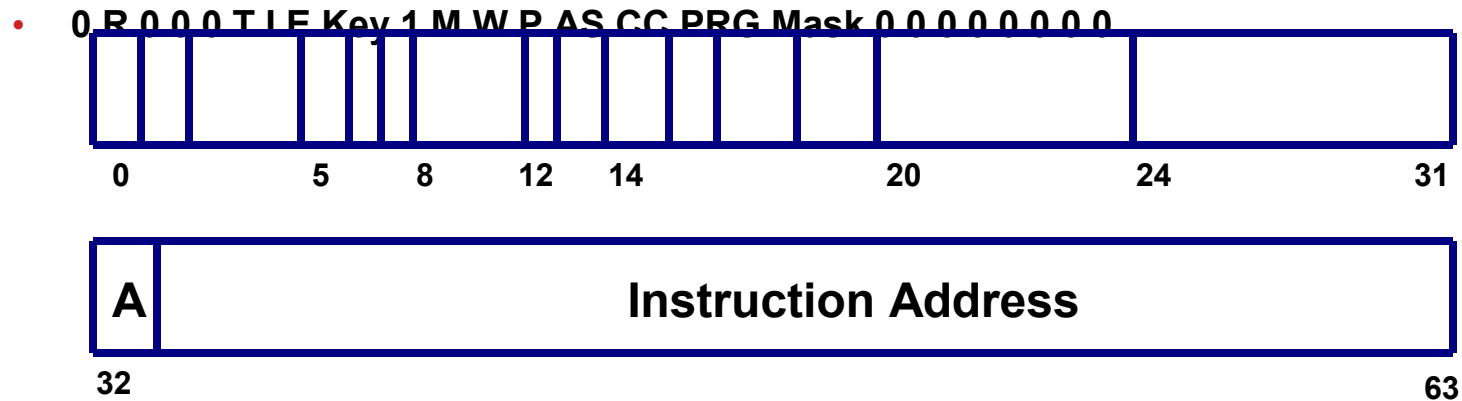 • 0 R 0 0 0 T I E Key 1 M W P AS CC PRG Mask 0 0 0 0 0 0 0 0
0 5 8 12 14 20 24 31
A Instruction Address
32 63